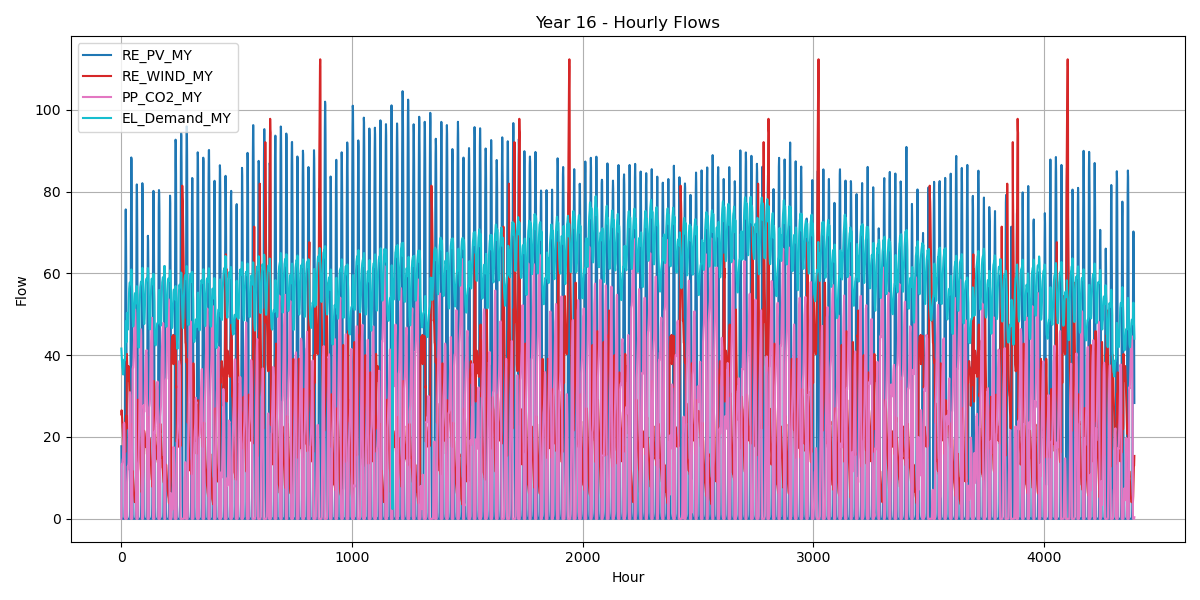 Year 16 - Hourly Flows
RE_PV_MY
RE_WIND_MY
PP_CO2_MY
EL_Demand_MY
100
80
60
40
20
0
Flow
0 1000 2000 3000 4000
Hour